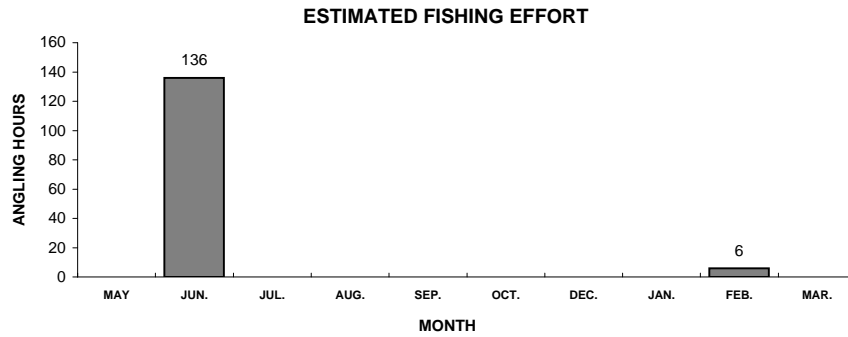 ESTIMATED FISHING EFFORT
160
140
120
100
80
60
40
20
0
ANGLING HOURS
136
6
MAY JUN. JUL. AUG. SEP. OCT. DEC. JAN. FEB. MAR.
MONTH